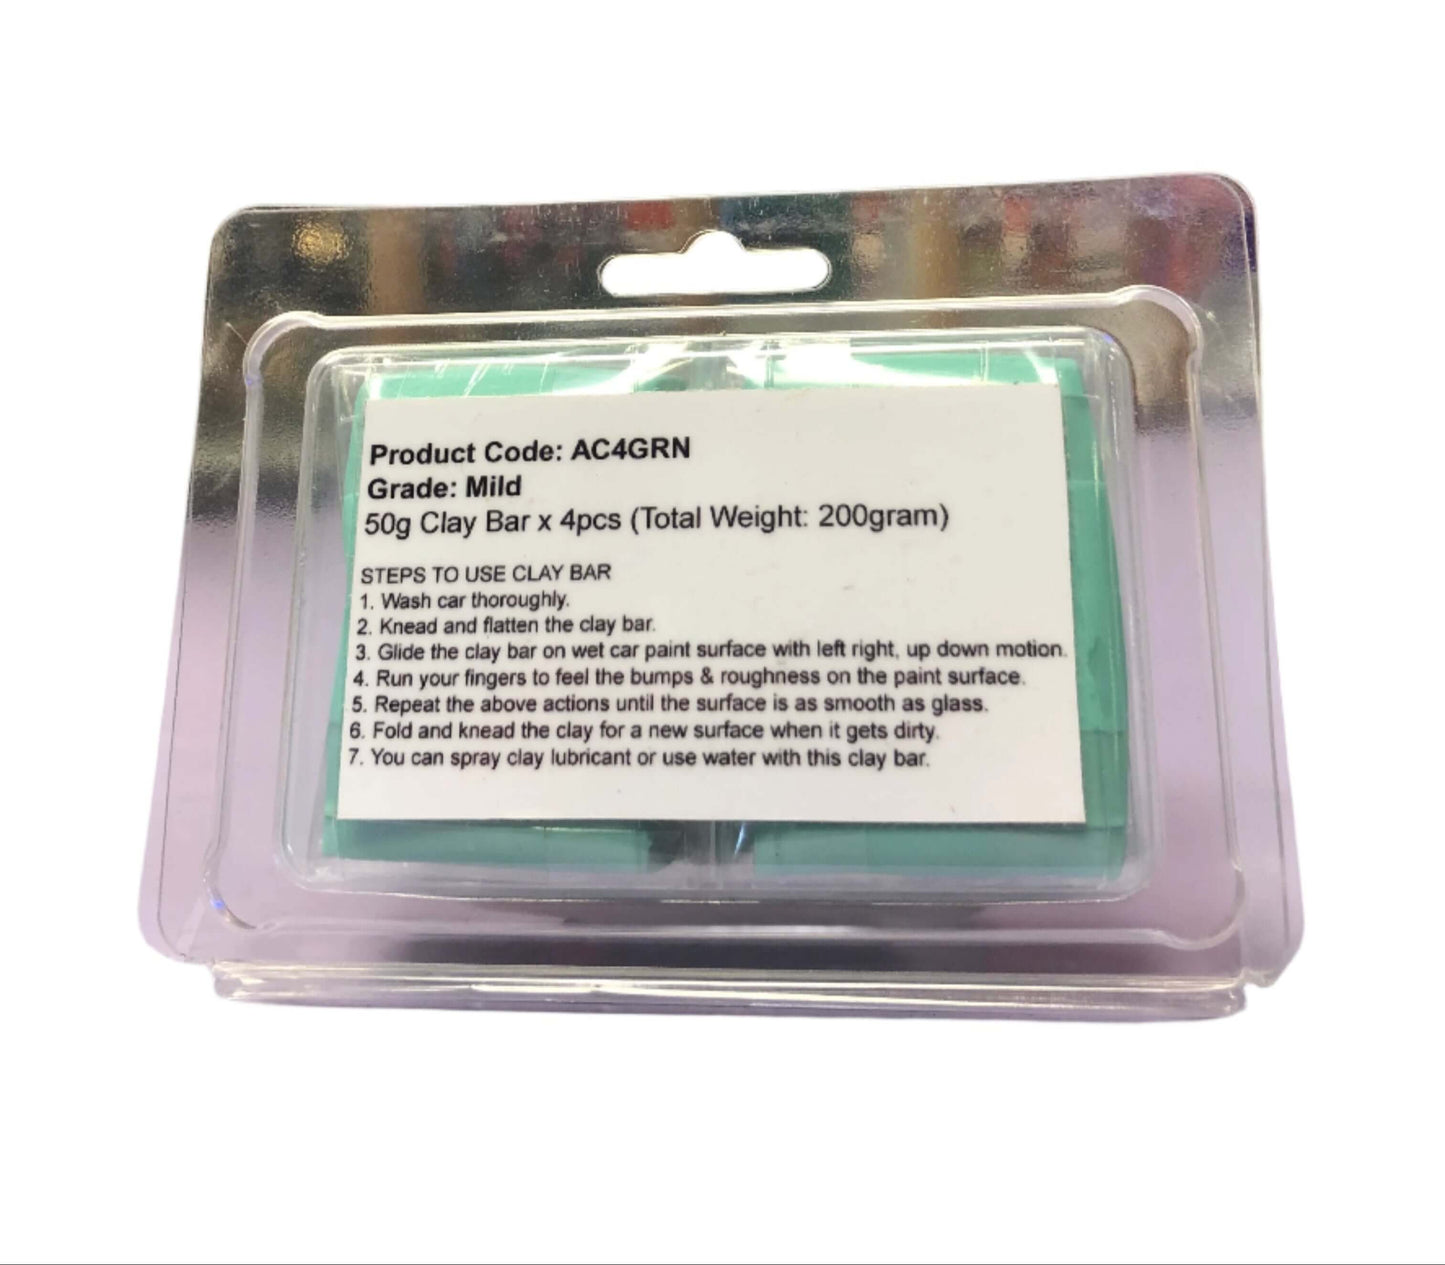 Product Code: AC4GRN
Grade: Mild
50g Clay Bar x 4pcs (Total Weight: 200gram)
STEPS TO USE CLAY BAR
1. Wash car thoroughly.
2. Knead and flatten the clay bar.
3. Glide the clay bar on wet car paint surface with left right, up down motion.
4. Run your fingers to feel the bumps & roughness on the paint surface.
5. Repeat the above actions until the surface is as smooth as glass.
6. Fold and knead the clay for a new surface when it gets dirty.
7. You can spray clay lubricant or use water with this clay bar.